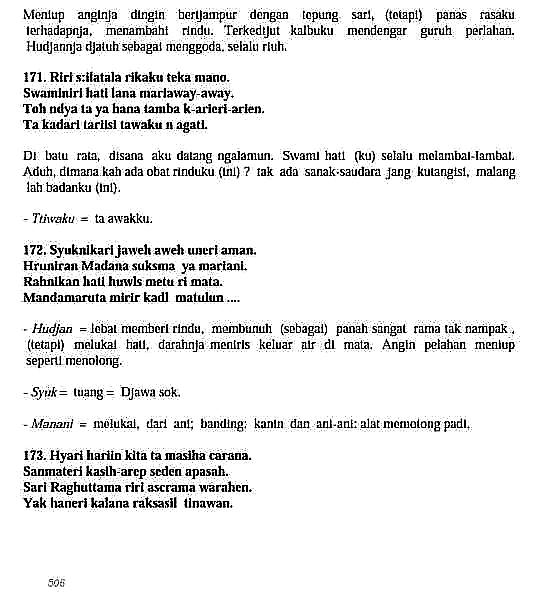 Meniup anginja dingin bertjampur dengan tepung sari, (tetapi) panas rasaku
terhadapnja, menambahi rindu. Terkedjut kalbuku mendengar guruh perlahan.
Hudjannja djatuh sebagai menggoda, selalu riuh.
171. Riri s:ilatala rikaku teka mano.
Swaminiri hati lana mariaway-away.
Toh ndya ta ya hana tamba k-arieri-arien.
Ta kadari tariisi tawaku n agati.
Di batu rata, disana aku datang ngalamun. Swami hati (ku) selalu melambai-lambai.
Aduh, dimana kah ada obat rinduku (ini) ? tak ada sanak-saudara jang kutangisi, malang
lah badanku (ini).
- Ttiwaku = ta awakku.
172. Syuknikari jaweh aweh uneri aman.
Hruniran Madana suksma ya mariani.
Rahnikan hati huwis metu ri mata.
Mandamaruta mirir kadi matulun ....
- Hudjan = lebat memberi rindu, membunuh (sebagai) panah sangat rama tak nampak ,
(tetapi) melukai hati, darahnja meniris keluar air di mata. Angin pelahan meniup
seperti menolong.
- Syuk = tuang = Djawa sok.
- Manani = melukai, dari ani; banding: kanin dan ani-ani: alat memotong padi.
173. Hyari hariin kita ta masiha carana.
Sanmateri kasih-arep seden apasah.
Sari Raghuttama riri ascrama warahen.
Yak haneri kalana raksasil tinawan.
506